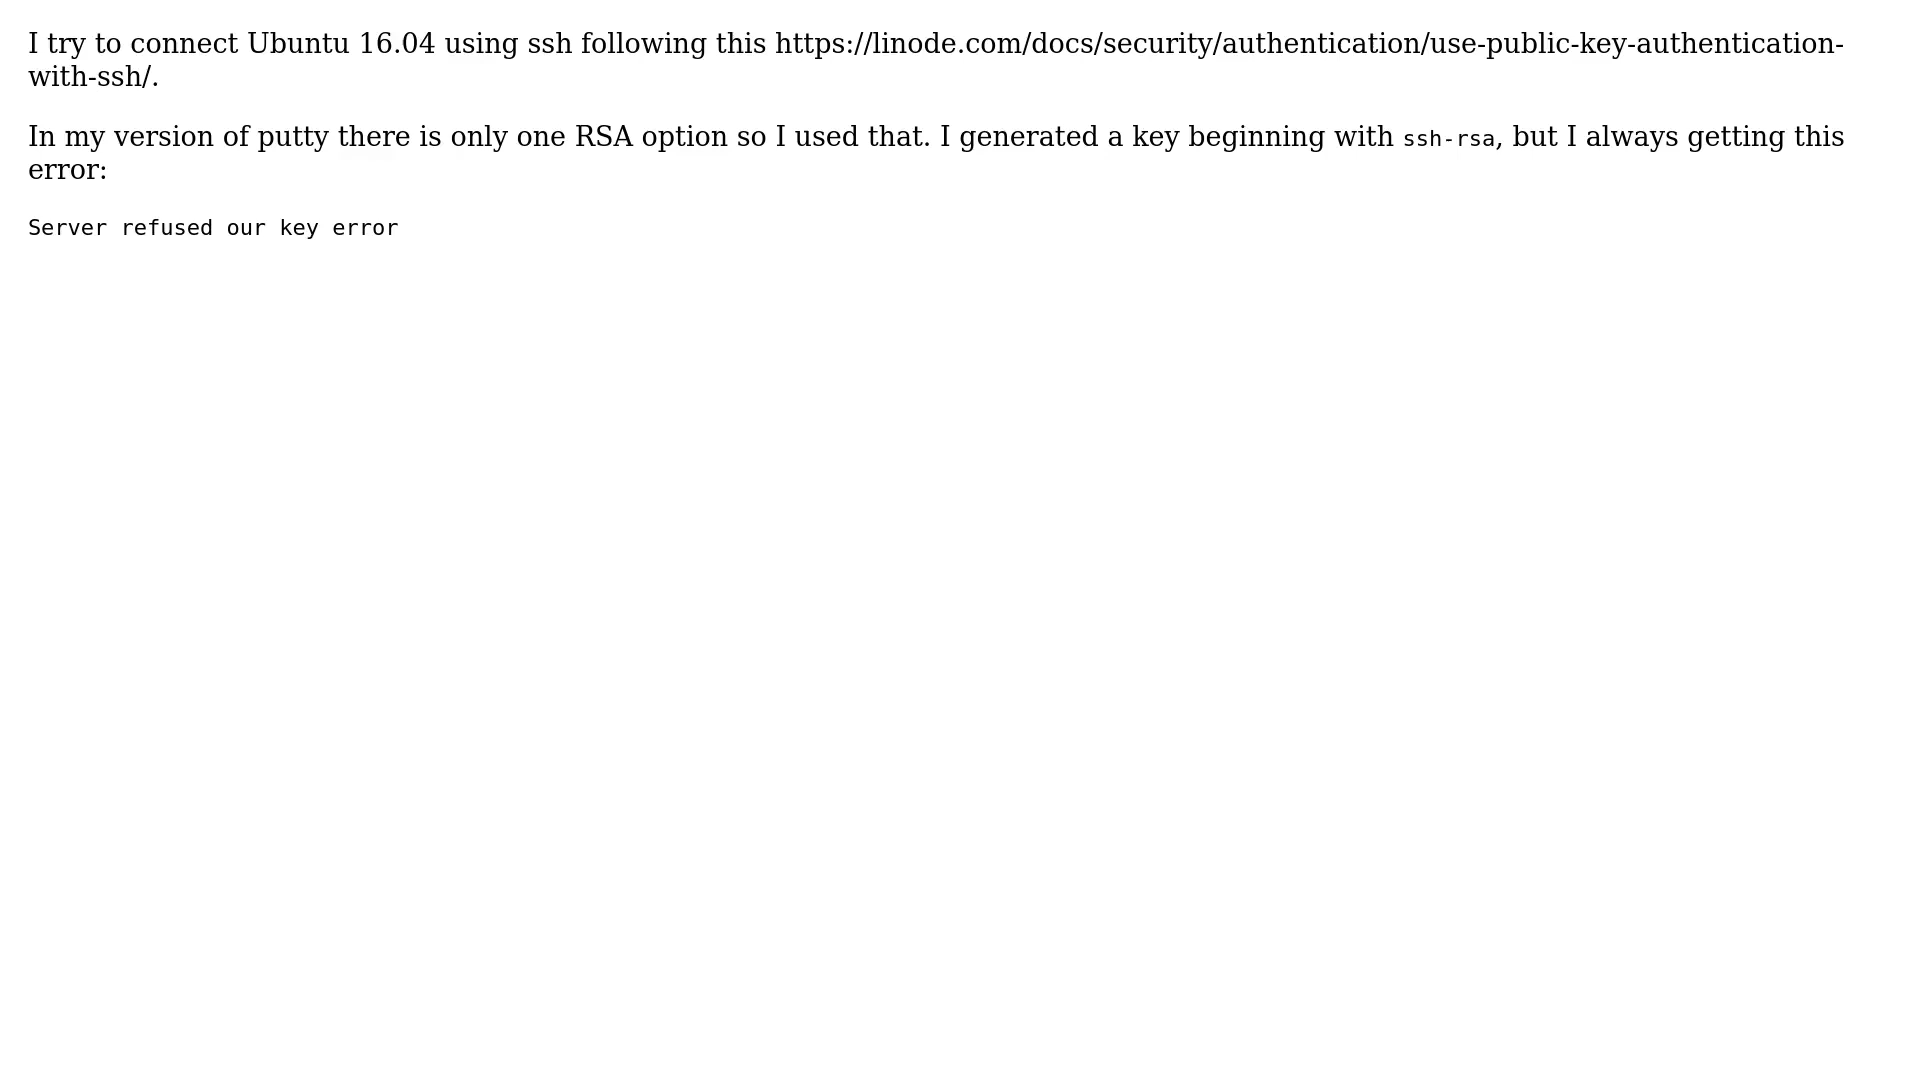 I try to connect Ubuntu 16.04 using ssh following this https://linode.com/docs/security/authentication/use-public-key-authentication-
with-ssh/.
In my version of putty there is only one RSA option so I used that. I generated a key beginning with ssh-rsa, but I always getting this
error:
Server refused our key error